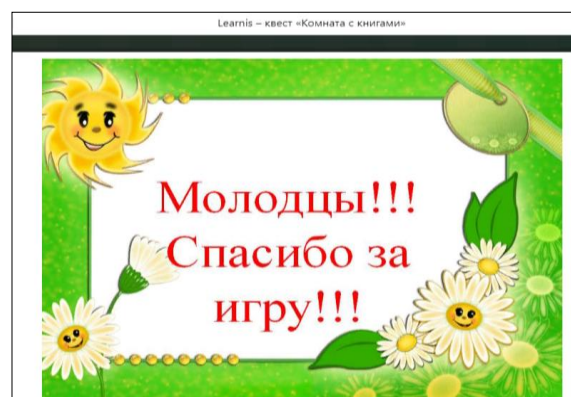 Learnis – квест «Комната с книгами»
Молодцы!!!
Спасибо за
игру!!!